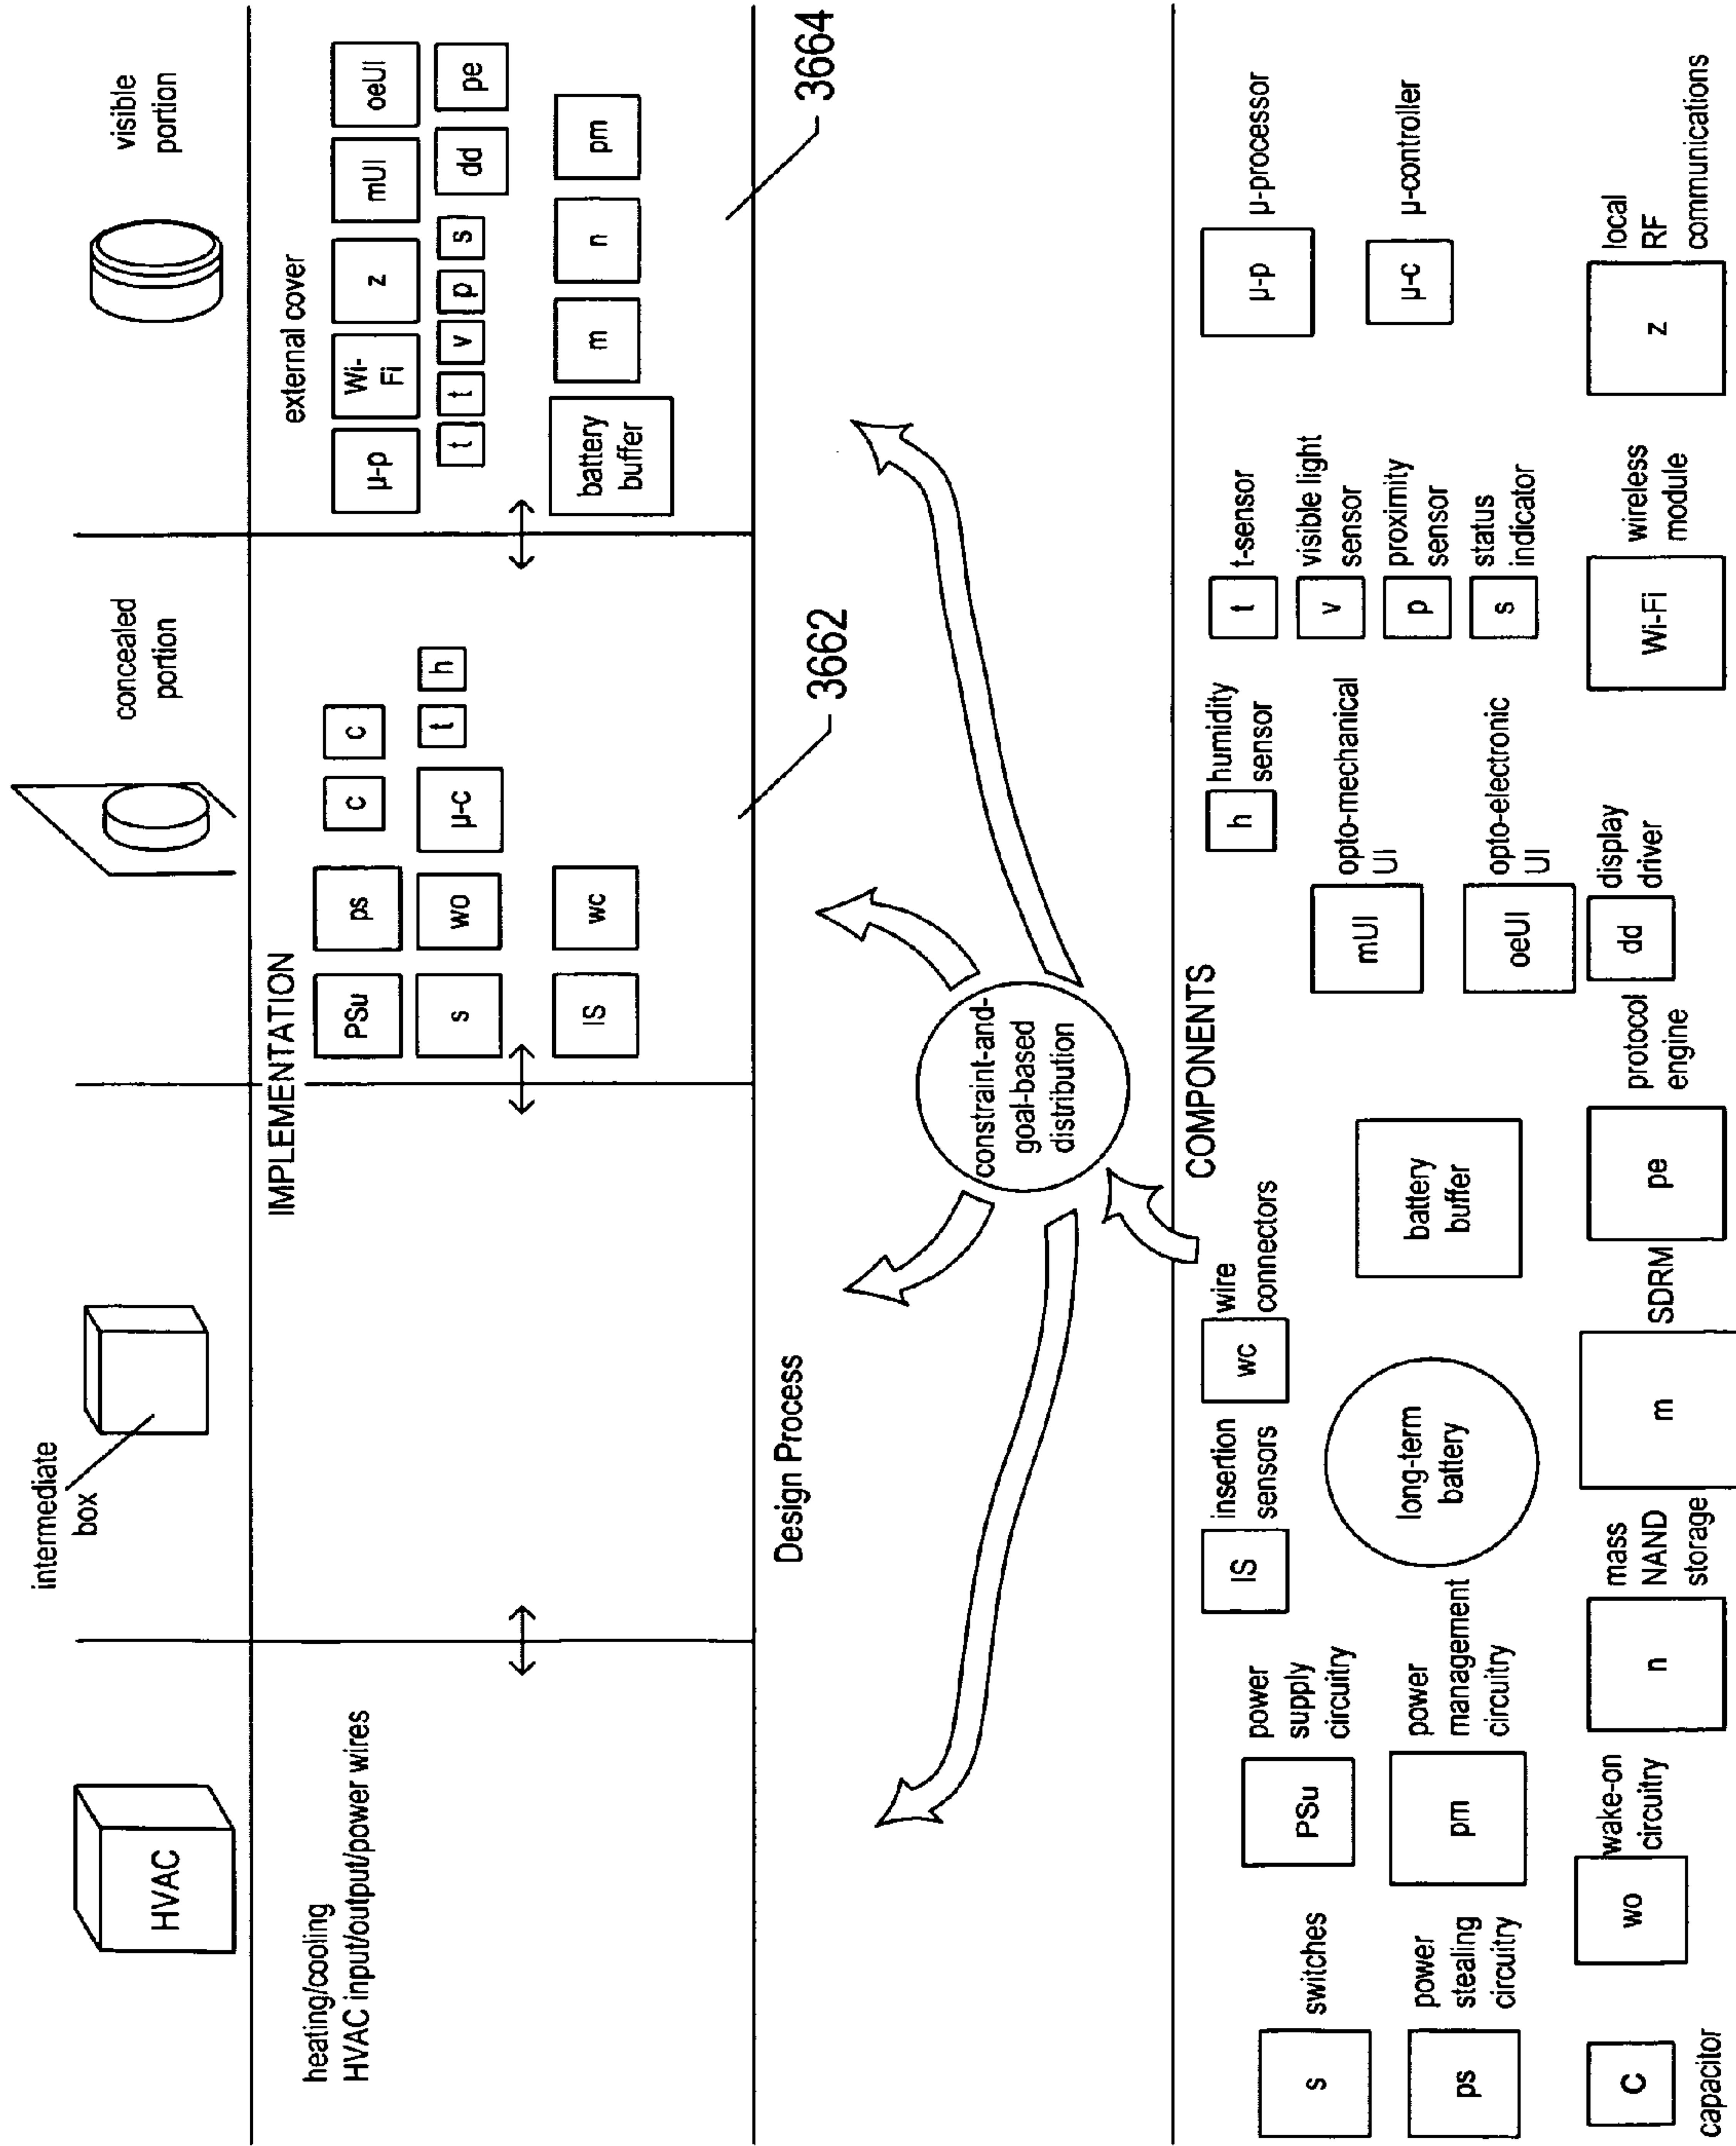 intermediate
box
concealed
portion
visible
portion
HVAC
IMPLEMENTATION
heating/cooling
HVAC input/output/power wires
PSu
ps
c
c
s
wo
μ-c
t
h
IS
wc
3662
external cover
μ-p
Wi-
Fi
z
mUI
oeUI
t
t
v
p
s
dd
pe
battery
buffer
m
n
pm
3664
Design Process
constraint-and-
goal-based
distribution
COMPONENTS
s
switches
PSu
power
supply
circuitry
IS
insertion
sensors
wc
wire
connectors
h
humidity
sensor
t
t-sensor
v
visible light
sensor
p
proximity
sensor
s
status
indicator
μ-p
μ-processor
μ-c
μ-controller
ps
power
stealing
circuitry
pm
power
management
circuitry
long-term
battery
battery
buffer
mUI
opto-mechanical
UI
oeUI
opto-electronic
UI
C
capacitor
wo
wake-on
circuitry
n
mass
NAND
storage
m
SDRM
pe
protocol
engine
dd
display
driver
Wi-Fi
wireless
module
z
local
RF
communications